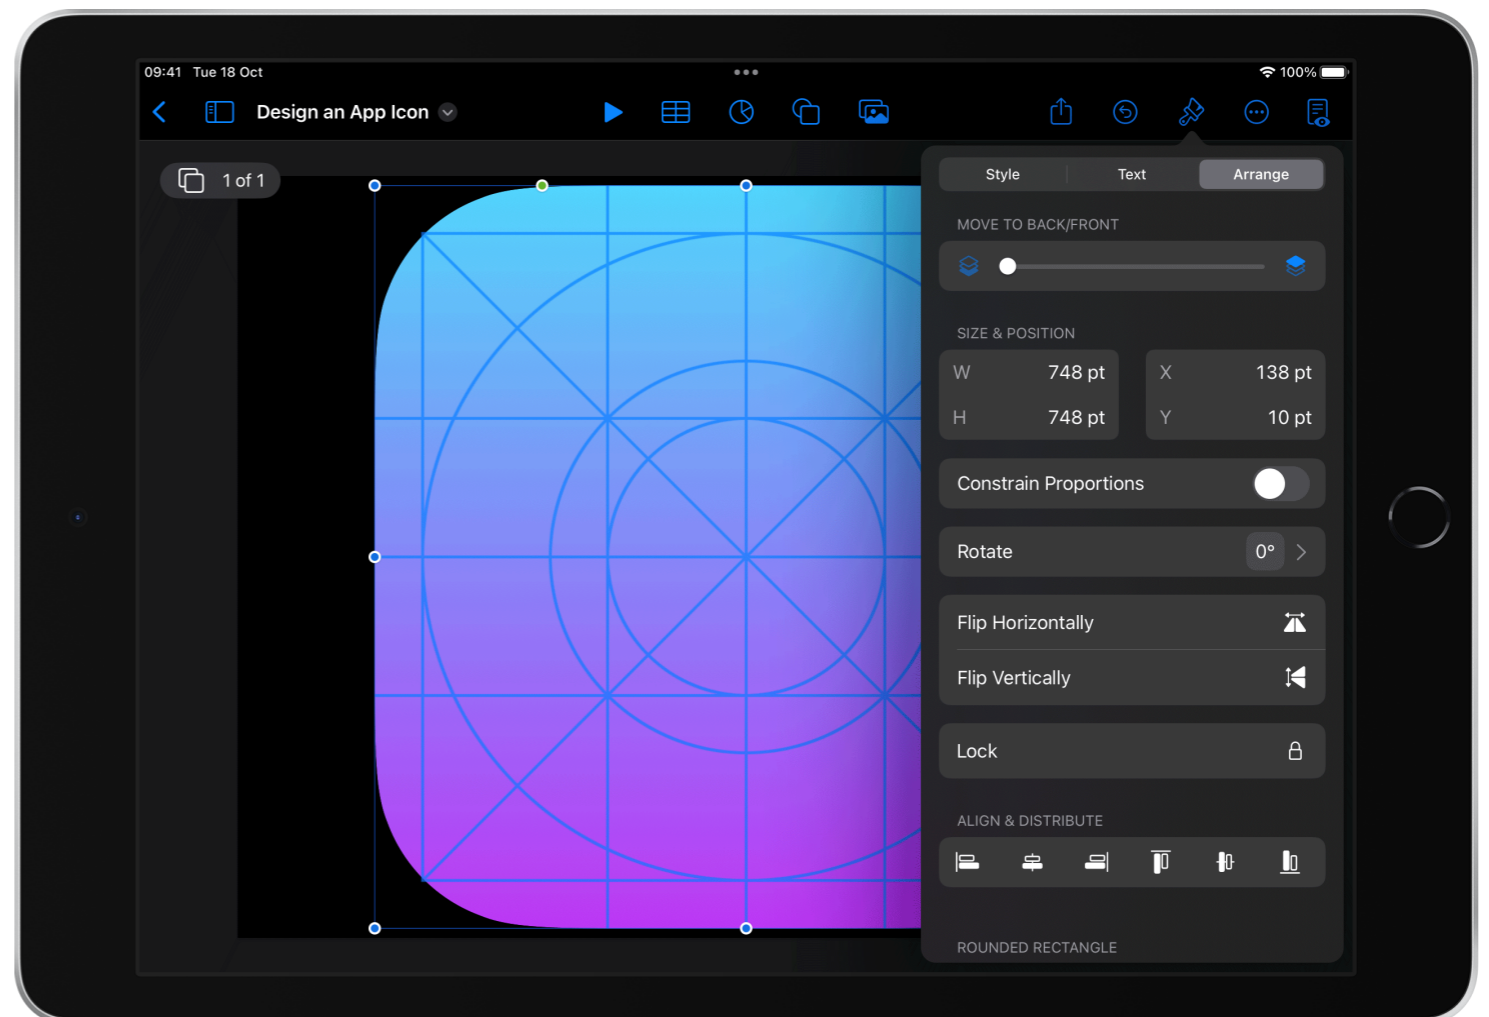 09:41 Tue 18 Oct
100%
Design an App Icon
1 of 1
Style Text Arrange
MOVE TO BACK/FRONT
SIZE & POSITION
W 748 pt X 138 pt
H 748 pt Y 10 pt
Constrain Proportions
Rotate 0°
Flip Horizontally
Flip Vertically
Lock
ALIGN & DISTRIBUTE
ROUNDED RECTANGLE